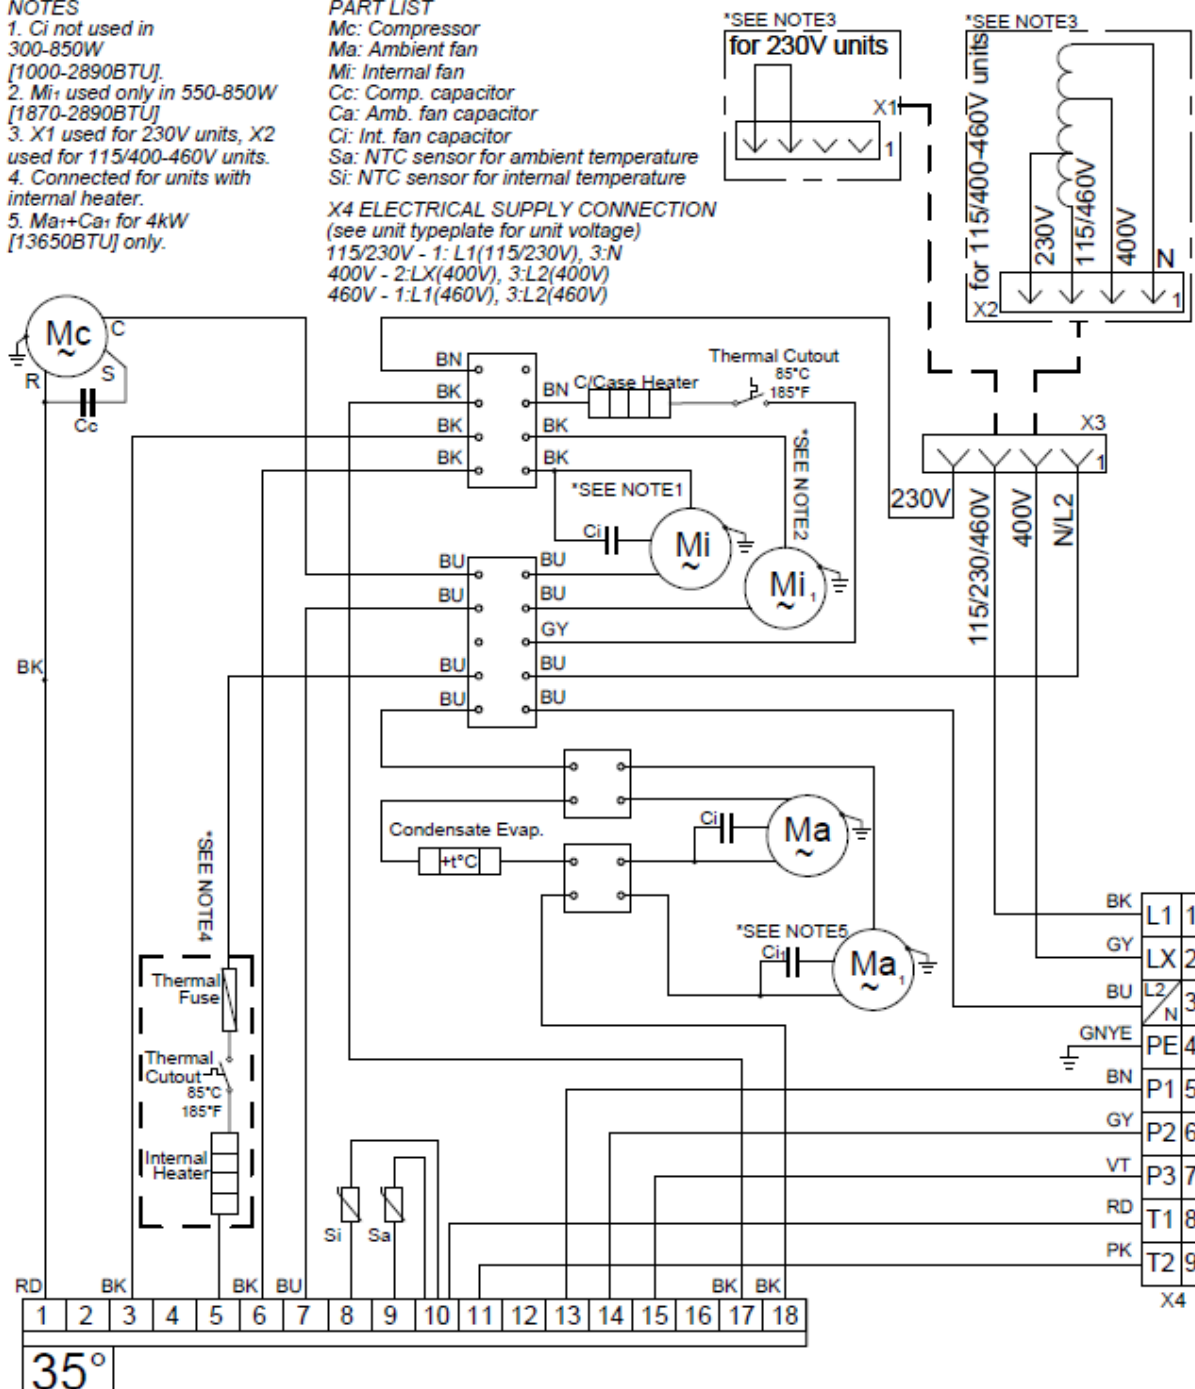 NOTES
1. Ci not used in
300-850W
[1000-2890BTU].
2. Mi₁ used only in 550-850W
[1870-2890BTU]
3. X1 used for 230V units, X2
used for 115/400-460V units.
4. Connected for units with
internal heater.
5. Ma₁+Ca₁ for 4kW
[13650BTU] only.
PART LIST
Mc: Compressor
Ma: Ambient fan
Mi: Internal fan
Cc: Comp. capacitor
Ca: Amb. fan capacitor
Ci: Int. fan capacitor
Sa: NTC sensor for ambient temperature
Si: NTC sensor for internal temperature
X4 ELECTRICAL SUPPLY CONNECTION
(see unit typeplate for unit voltage)
115/230V - 1: L1(115/230V), 3:N
400V - 2:LX(400V), 3:L2(400V)
460V - 1:L1(460V), 3:L2(460V)
*SEE NOTE3
for 230V units
X1
1
*SEE NOTE3
for 115/400-460V units
230V
115/460V
400V
N
X2
1
Mc
~
C
R
S
Cc
BN
BK
BK
BK
BN
C/Case Heater
Thermal Cutout
85°C
185°F
BK
BK
*SEE NOTE1
*SEE NOTE2
Ci
Mi
~
Mi₁
~
X3
1
230V
115/230/460V
400V
N/L2
BU
BU
BU
BU
BU
BU
GY
BU
BU
BK
Condensate Evap.
+t°C
Ci
Ma
~
*SEE NOTE5
Ci₁
Ma₁
~
*SEE NOTE4
Thermal
Fuse
Thermal
Cutout
85°C
185°F
Internal
Heater
Si
Sa
BK L1 1
GY LX 2
BU L2/N 3
GNYE PE 4
BN P1 5
GY P2 6
VT P3 7
RD T1 8
PK T2 9
X4
RD BK BK BU BK BK
1 2 3 4 5 6 7 8 9 10 11 12 13 14 15 16 17 18
35°